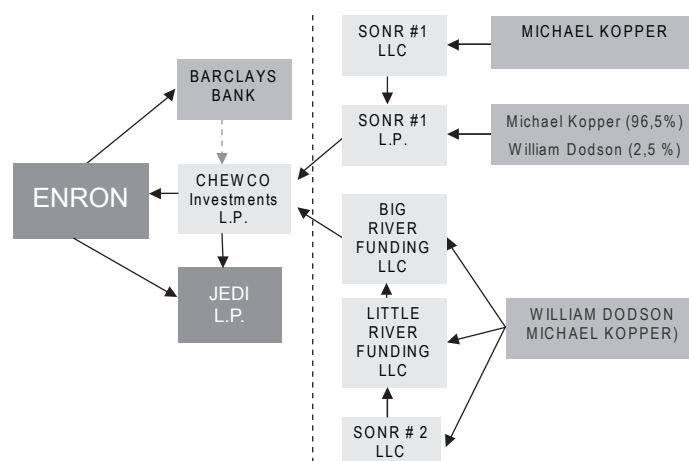 SONR #1
LLC
MICHAEL KOPPER
BARCLAYS
BANK
SONR #1
L.P.
Michael Kopper (96,5%)
William Dodson (2,5 %)
ENRON
CHEWCO
Investments
L.P.
BIG
RIVER
FUNDING
LLC
JEDI
L.P.
LITTLE
RIVER
FUNDING
LLC
WILLIAM DODSON
MICHAEL KOPPER)
SONR # 2
LLC